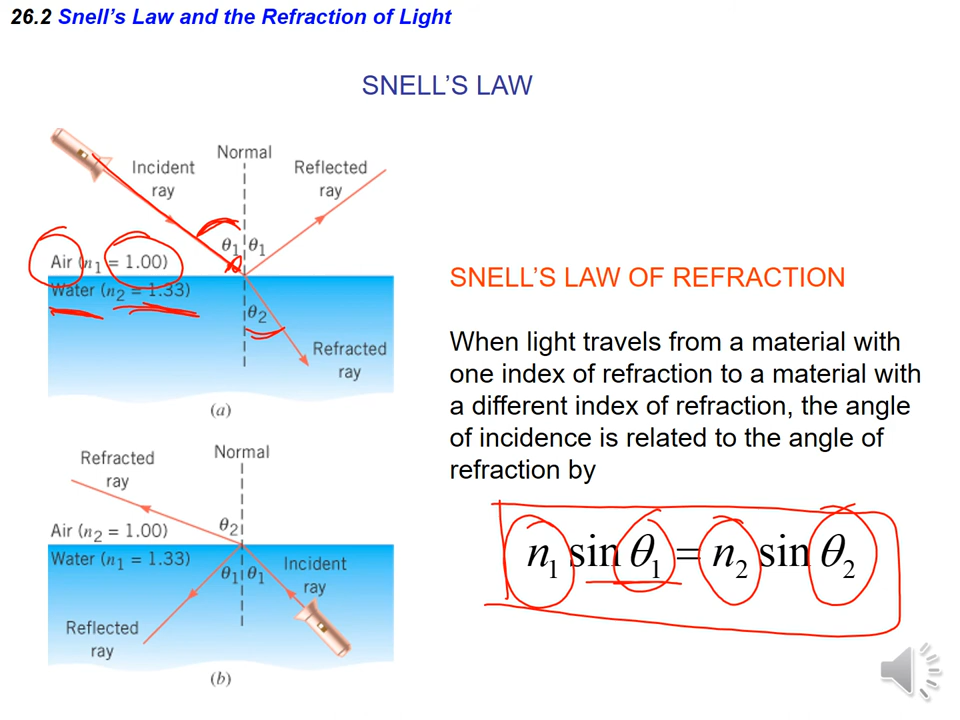 26.2 Snell’s Law and the Refraction of Light
SNELL’S LAW
Normal
Incident
ray
Reflected
ray
θ1 θ1
Air (n1 = 1.00)
Water (n2 = 1.33)
θ2
Refracted
ray
(a)
SNELL’S LAW OF REFRACTION
When light travels from a material with
one index of refraction to a material with
a different index of refraction, the angle
of incidence is related to the angle of
refraction by
n1 sin θ1 = n2 sin θ2
Normal
Refracted
ray
θ2
Air (n2 = 1.00)
Water (n1 = 1.33)
θ1 θ1
Incident
ray
Reflected
ray
(b)